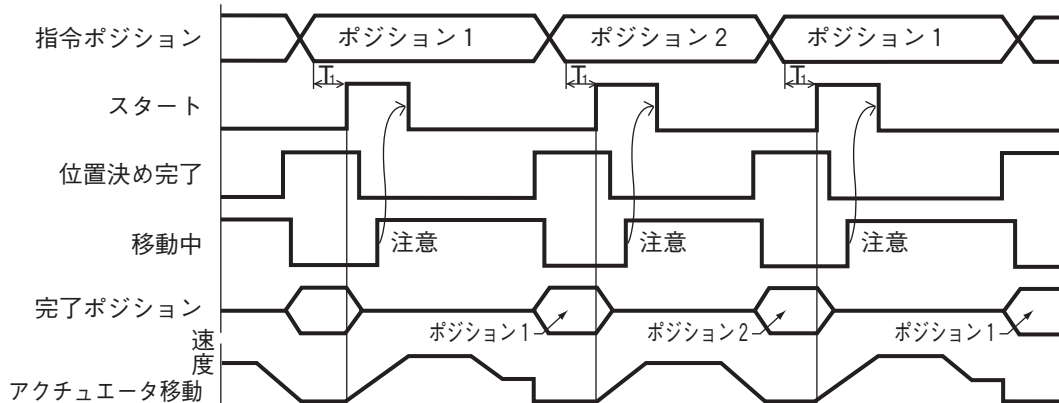 指令ポジション
ポジション1
ポジション2
ポジション1
T1
T1
T1
スタート
位置決め完了
移動中
注意
注意
注意
完了ポジション
ポジション1
ポジション2
ポジション1
速度
アクチュエータ移動